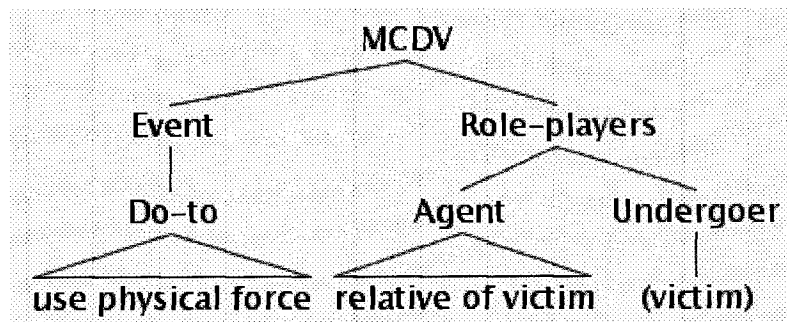 MCDV
Event Role-players
Do-to Agent Undergoer
use physical force relative of victim (victim)